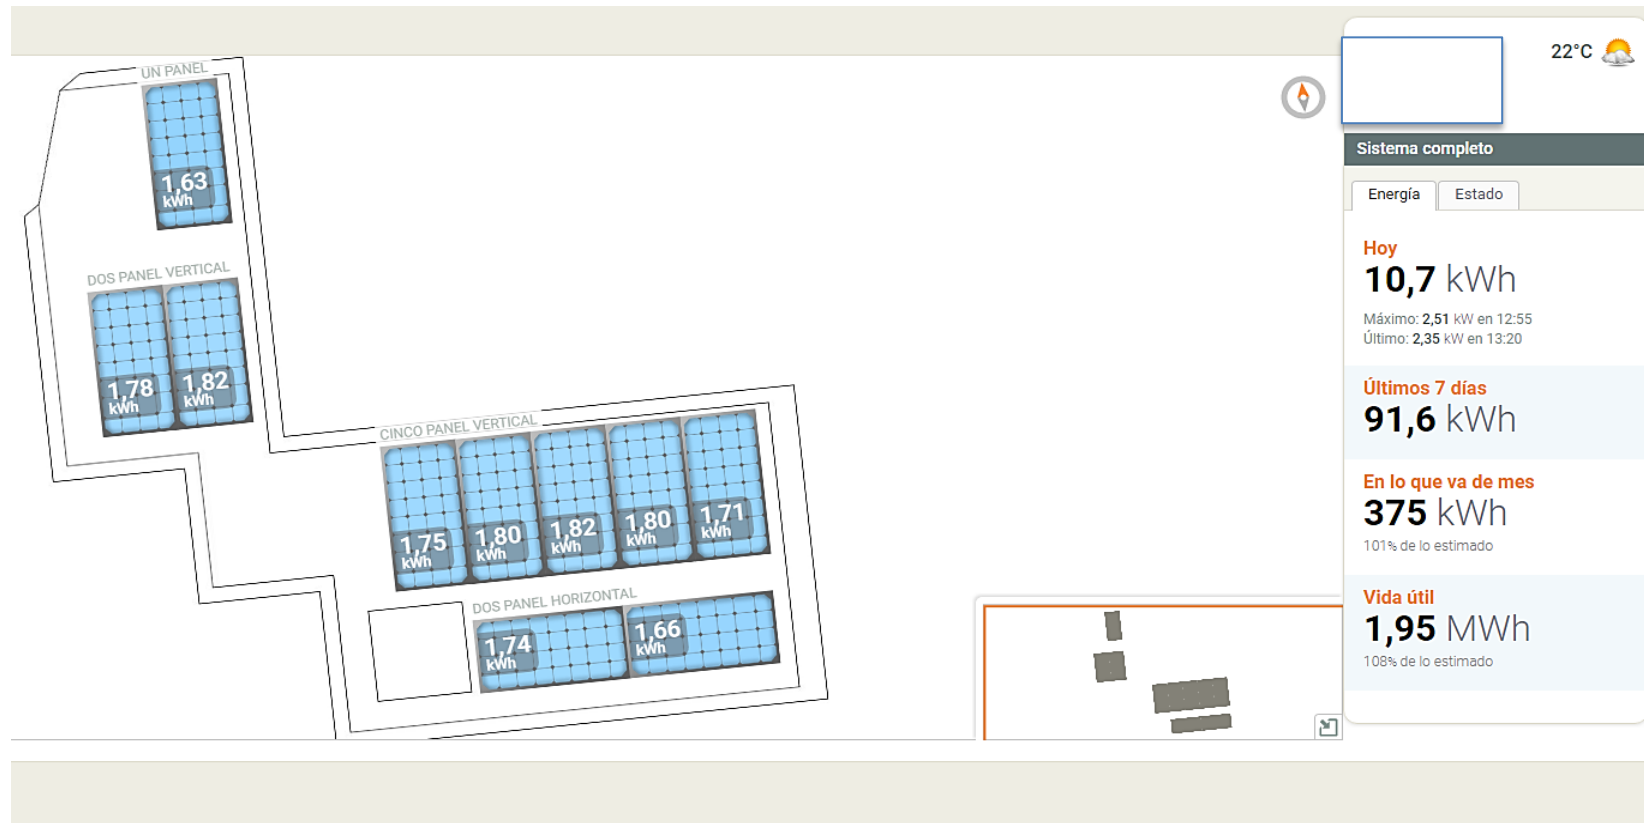 UN PANEL
1,63
kWh
DOS PANEL VERTICAL
1,78
kWh
1,82
kWh
CINCO PANEL VERTICAL
1,75
kWh
1,80
kWh
1,82
kWh
1,80
kWh
1,71
kWh
DOS PANEL HORIZONTAL
1,74
kWh
1,66
kWh
22°C
Sistema completo
Energía
Estado
Hoy
10,7 kWh
Máximo: 2,51 kW en 12:55
Último: 2,35 kW en 13:20
Últimos 7 días
91,6 kWh
En lo que va de mes
375 kWh
101% de lo estimado
Vida útil
1,95 MWh
108% de lo estimado